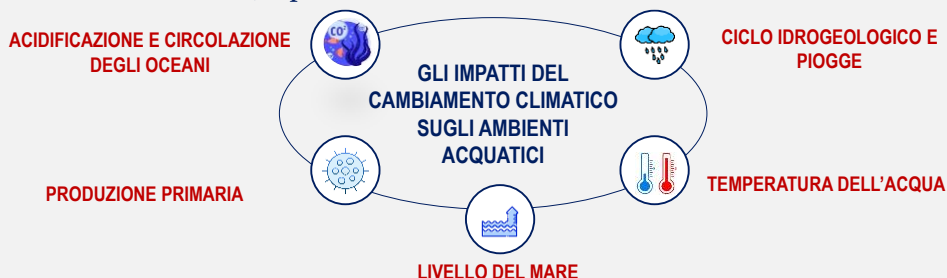 ACIDIFICAZIONE E CIRCOLAZIONE
DEGLI OCEANI
CO²
CICLO IDROGEOLOGICO E
PIOGGE
GLI IMPATTI DEL
CAMBIAMENTO CLIMATICO
SUGLI AMBIENTI
ACQUATICI
PRODUZIONE PRIMARIA
TEMPERATURA DELL'ACQUA
LIVELLO DEL MARE